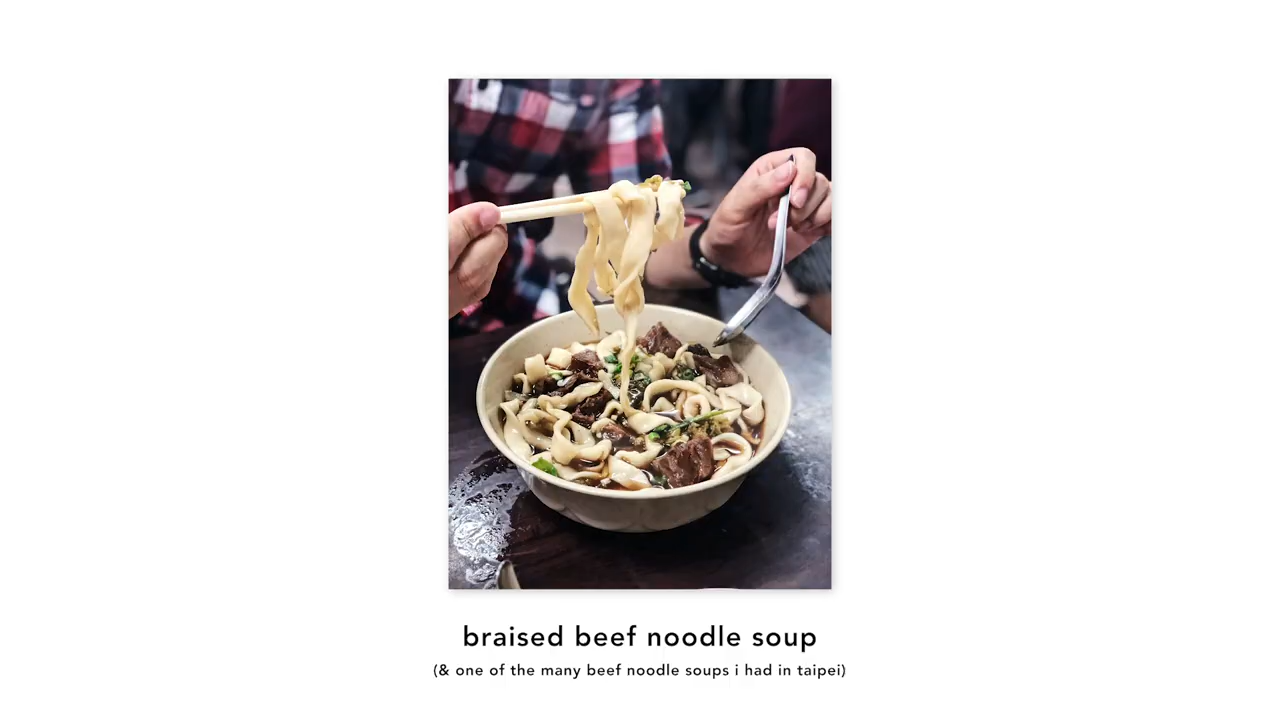 braised beef noodle soup
(& one of the many beef noodle soups i had in taipei)